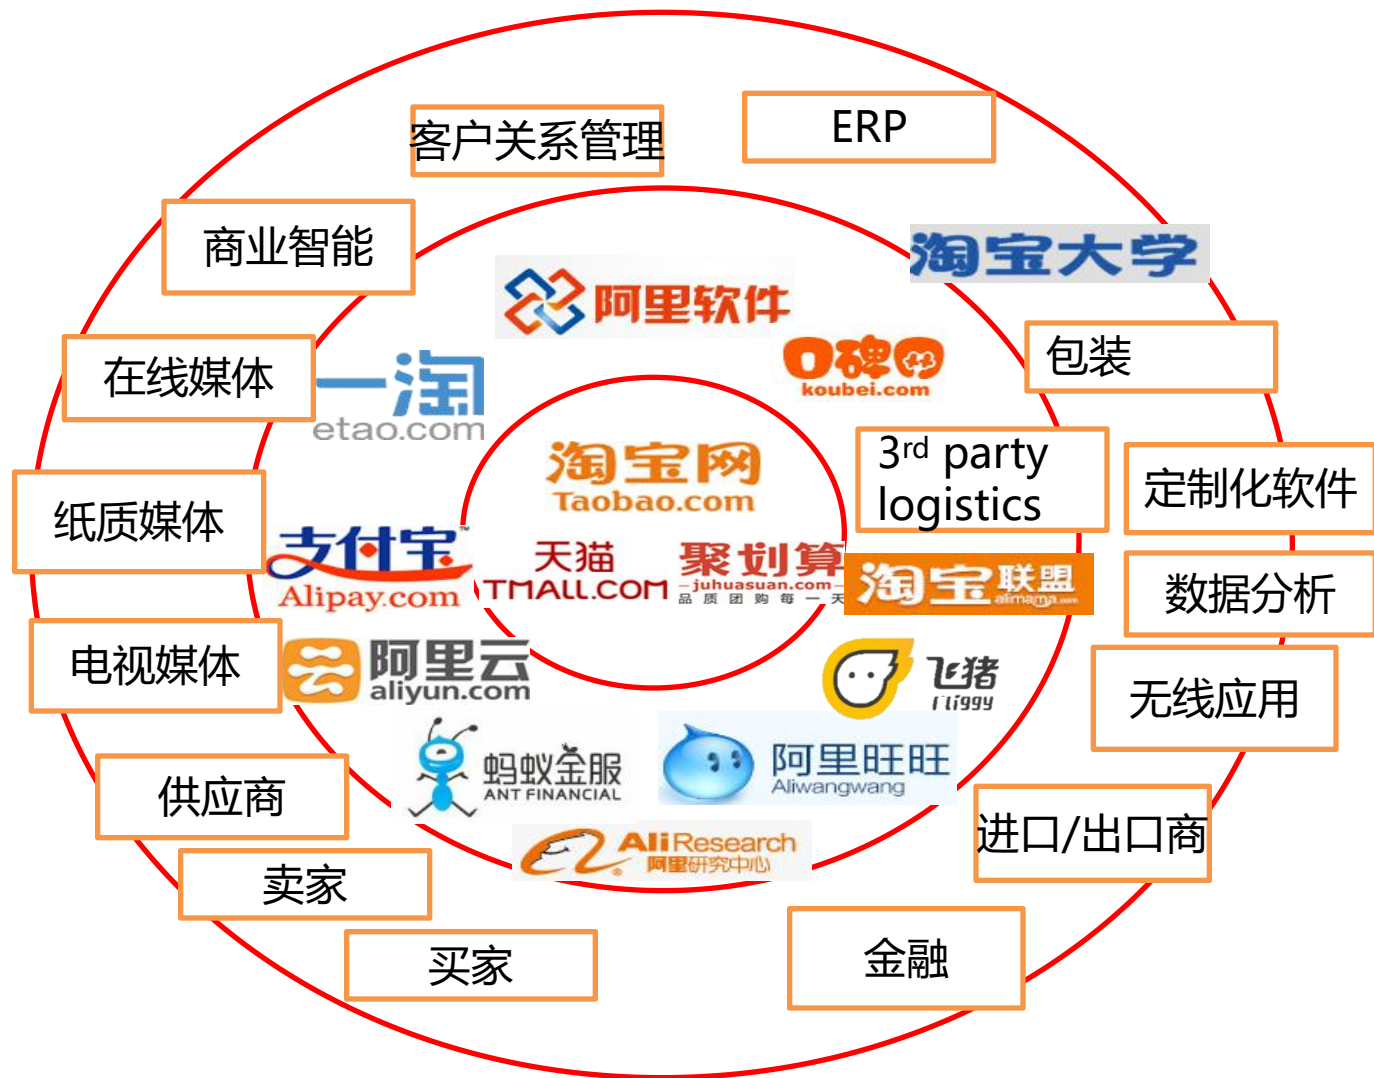 客户关系管理
ERP
商业智能
淘宝大学
阿里软件
口碑网
koubei.com
包装
在线媒体
一淘
etao.com
淘宝网
Taobao.com
3rd party
logistics
定制化软件
纸质媒体
支付宝™
Alipay.com
天猫
TMALL.COM
聚划算
juhuasuan.com
品质团购每一天
淘宝联盟
alimama.com
数据分析
电视媒体
阿里云
aliyun.com
飞猪
Fliggy
无线应用
蚂蚁金服
ANT FINANCIAL
阿里旺旺
Aliwangwang
供应商
进口/出口商
AliResearch
阿里研究中心
卖家
买家
金融